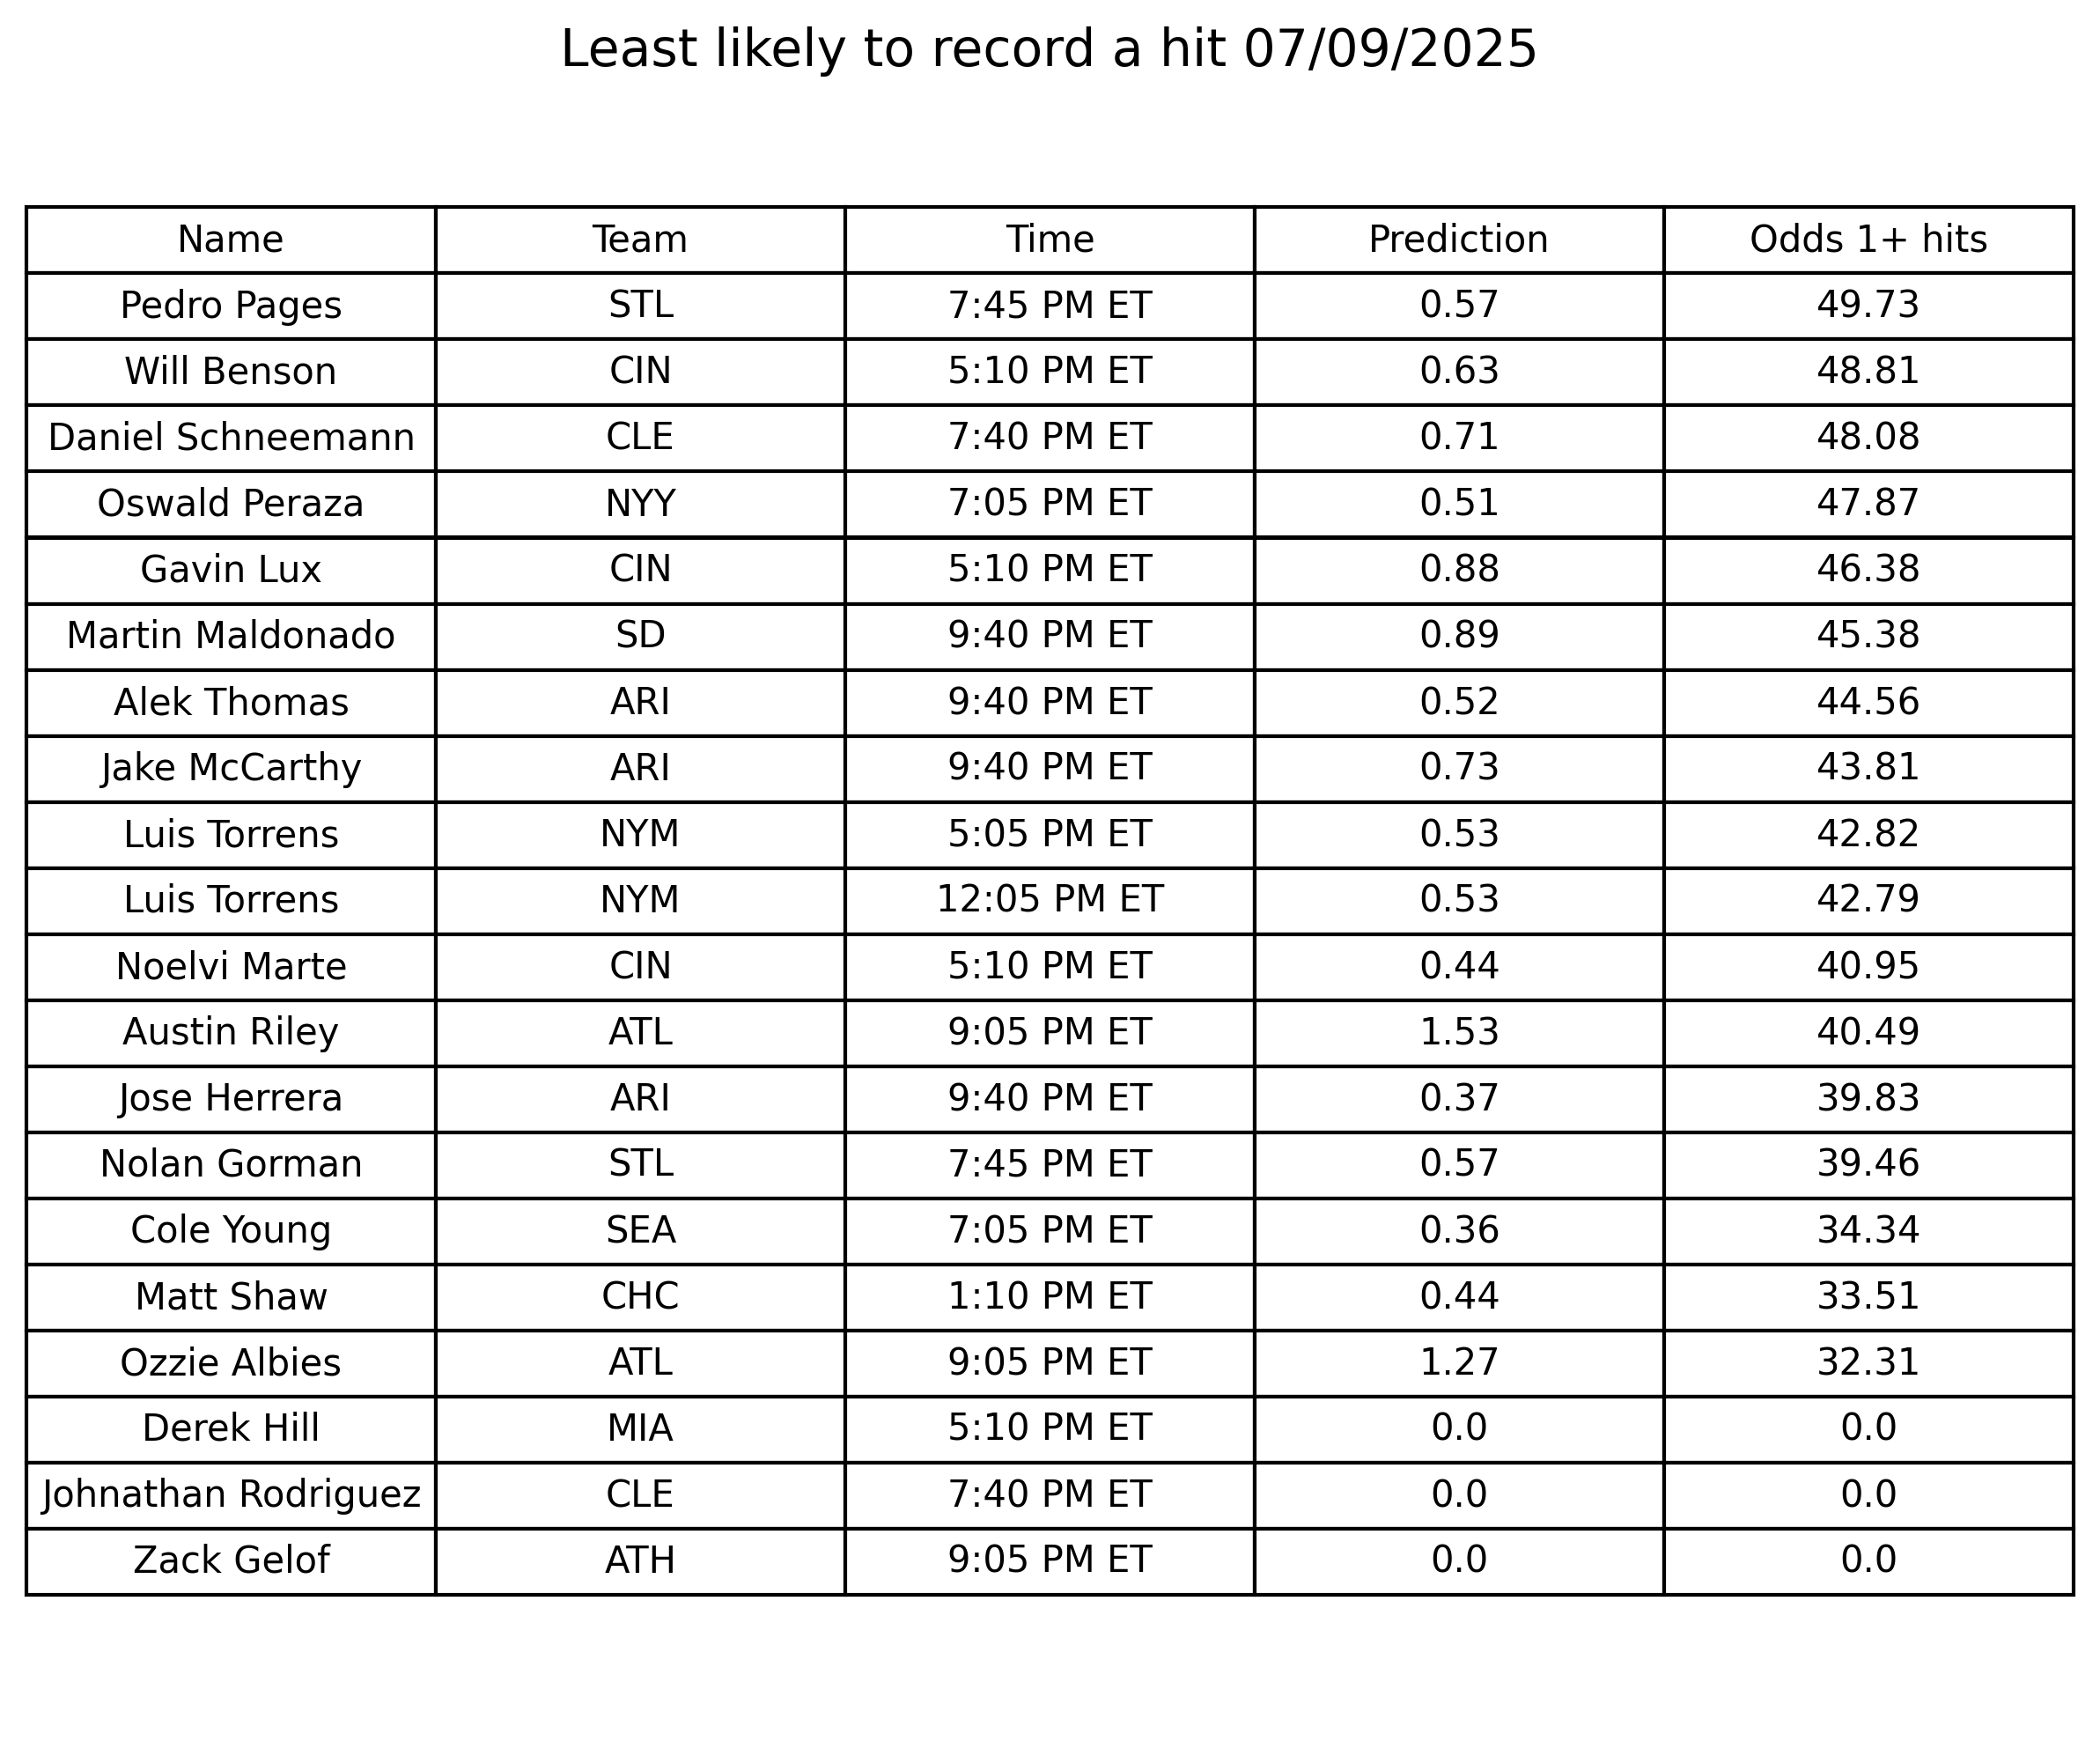 Least likely to record a hit 07/09/2025
Name Team Time Prediction Odds 1+ hits
Pedro Pages STL 7:45 PM ET 0.57 49.73
Will Benson CIN 5:10 PM ET 0.63 48.81
Daniel Schneemann CLE 7:40 PM ET 0.71 48.08
Oswald Peraza NYY 7:05 PM ET 0.51 47.87
Gavin Lux CIN 5:10 PM ET 0.88 46.38
Martin Maldonado SD 9:40 PM ET 0.89 45.38
Alek Thomas ARI 9:40 PM ET 0.52 44.56
Jake McCarthy ARI 9:40 PM ET 0.73 43.81
Luis Torrens NYM 5:05 PM ET 0.53 42.82
Luis Torrens NYM 12:05 PM ET 0.53 42.79
Noelvi Marte CIN 5:10 PM ET 0.44 40.95
Austin Riley ATL 9:05 PM ET 1.53 40.49
Jose Herrera ARI 9:40 PM ET 0.37 39.83
Nolan Gorman STL 7:45 PM ET 0.57 39.46
Cole Young SEA 7:05 PM ET 0.36 34.34
Matt Shaw CHC 1:10 PM ET 0.44 33.51
Ozzie Albies ATL 9:05 PM ET 1.27 32.31
Derek Hill MIA 5:10 PM ET 0.0 0.0
Johnathan Rodriguez CLE 7:40 PM ET 0.0 0.0
Zack Gelof ATH 9:05 PM ET 0.0 0.0